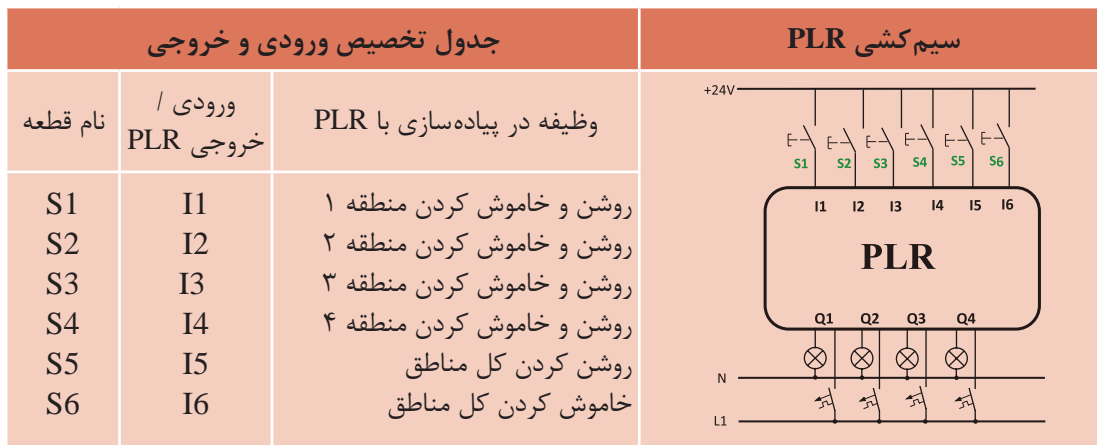 جدول تخصیص ورودی و خروجی
سیم‌کشی PLR
نام قطعه
ورودی /
خروجی PLR
وظیفه در پیاده‌سازی با PLR
S1 I1 روشن و خاموش کردن منطقه ۱
S2 I2 روشن و خاموش کردن منطقه ۲
S3 I3 روشن و خاموش کردن منطقه ۳
S4 I4 روشن و خاموش کردن منطقه ۴
S5 I5 روشن کردن کل مناطق
S6 I6 خاموش کردن کل مناطق
+24V
S1 S2 S3 S4 S5 S6
I1 I2 I3 I4 I5 I6
PLR
Q1 Q2 Q3 Q4
N
L1